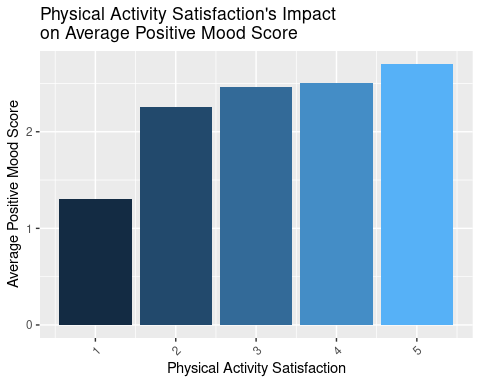 Physical Activity Satisfaction's Impact
on Average Positive Mood Score
Average Positive Mood Score
2
1
0
1
2
3
4
5
Physical Activity Satisfaction